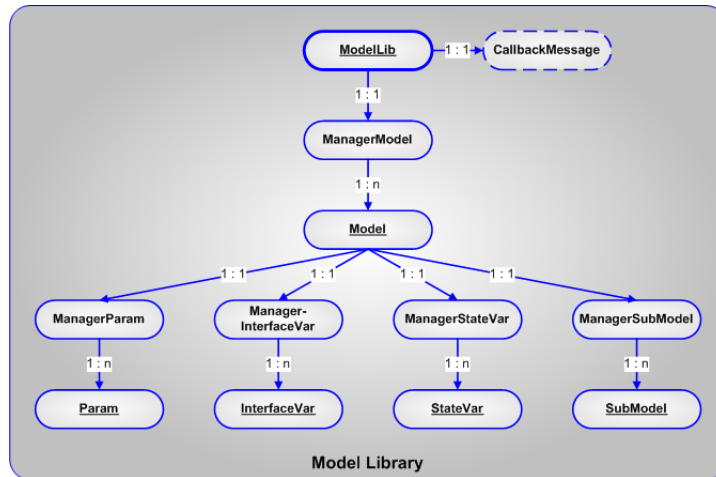 ModelLib
1 : 1
CallbackMessage
1 : 1
ManagerModel
1 : n
Model
1 : 1
1 : 1
1 : 1
1 : 1
ManagerParam
Manager-
InterfaceVar
ManagerStateVar
ManagerSubModel
1 : n
1 : n
1 : n
1 : n
Param
InterfaceVar
StateVar
SubModel
Model Library